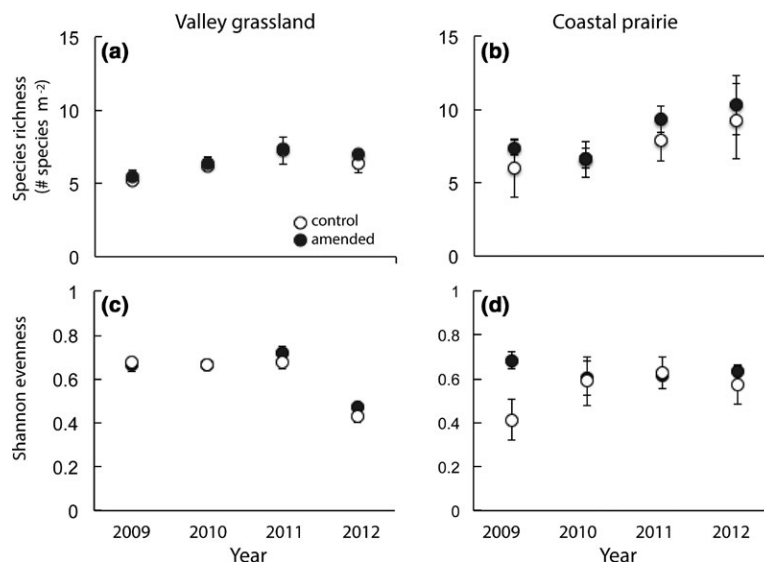 Valley grassland
Coastal prairie
(a)
(b)
Species richness
(# species m⁻²)
15
10
5
0
15
10
5
0
control
amended
(c)
(d)
Shannon evenness
1
0.8
0.6
0.4
0.2
0
1
0.8
0.6
0.4
0.2
0
2009 2010 2011 2012
Year
2009 2010 2011 2012
Year